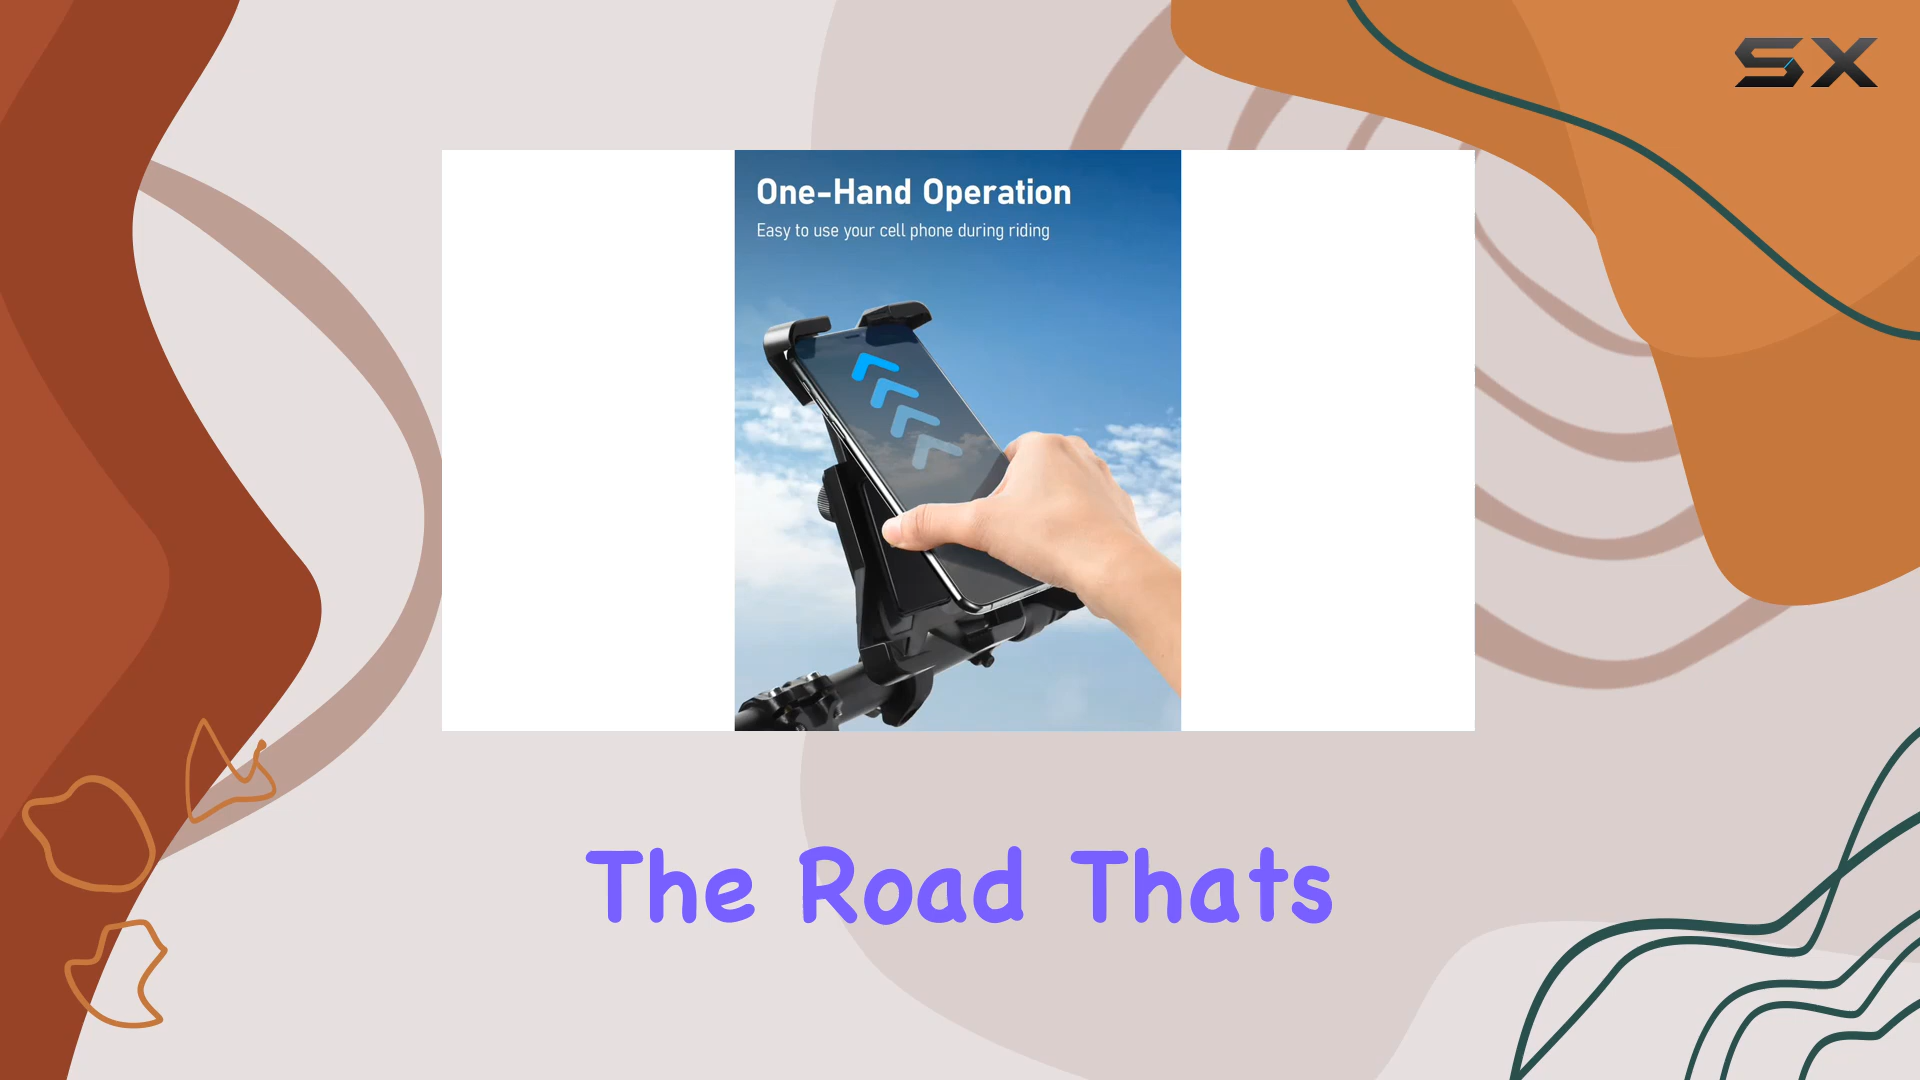 SX
One-Hand Operation
Easy to use your cell phone during riding
The Road Thats